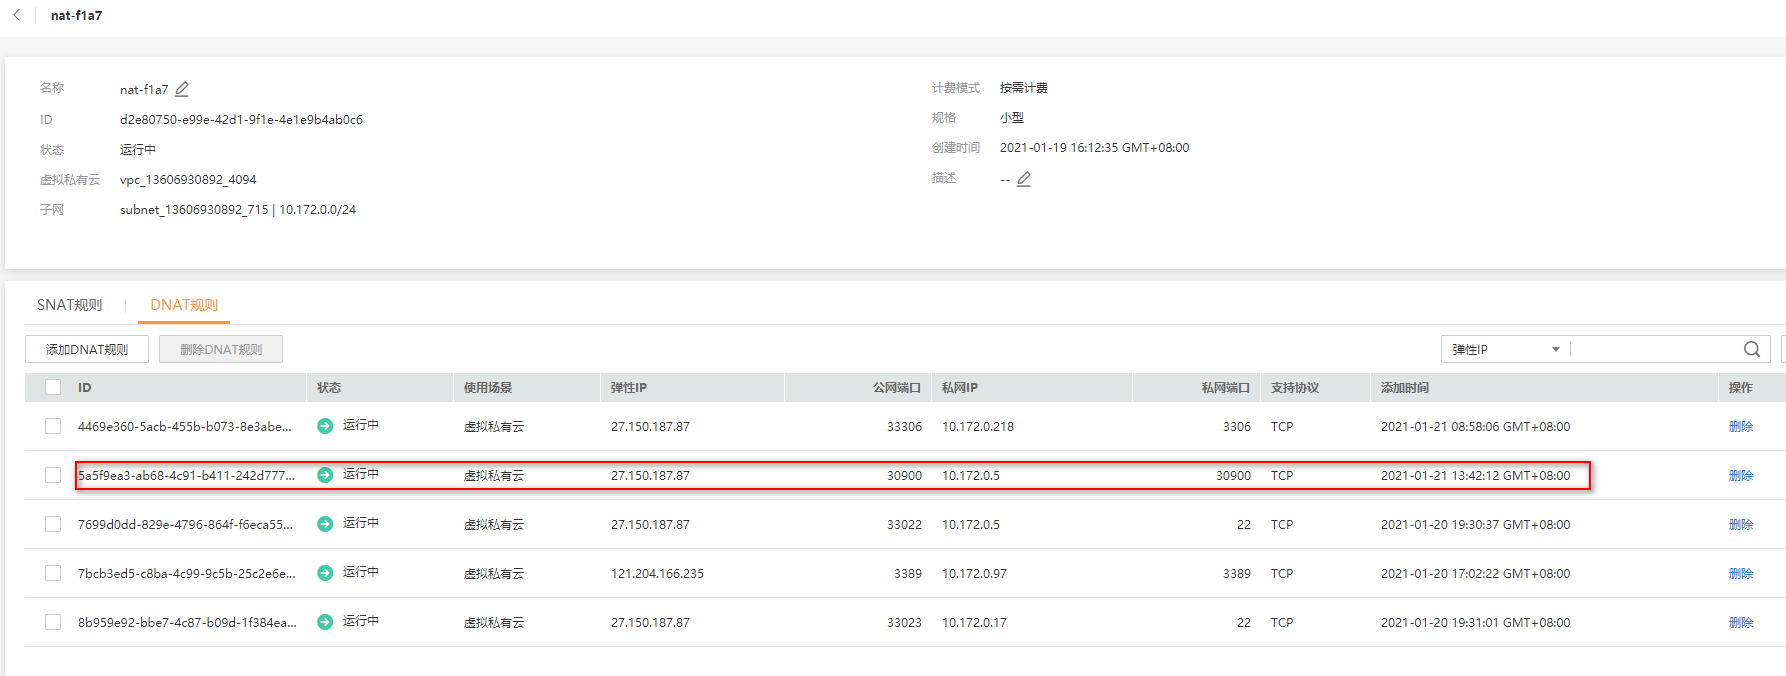 nat-f1a7
名称 nat-f1a7
计费模式 按需计费
ID d2e80750-e99e-42d1-9f1e-4e1e9b4ab0c6
规格 小型
状态 运行中
创建时间 2021-01-19 16:12:35 GMT+08:00
虚拟私有云 vpc_13606930892_4094
描述 --
子网 subnet_13606930892_715 | 10.172.0.0/24
SNAT规则 DNAT规则
添加DNAT规则 删除DNAT规则 弹性IP
ID 状态 使用场景 弹性IP 公网端口 私网IP 私网端口 支持协议 添加时间 操作
4469e360-5acb-455b-b073-8e3abe... 运行中 虚拟私有云 27.150.187.87 33306 10.172.0.218 3306 TCP 2021-01-21 08:58:06 GMT+08:00 删除
5a5f9ea3-ab68-4c91-b411-242d777... 运行中 虚拟私有云 27.150.187.87 30900 10.172.0.5 30900 TCP 2021-01-21 13:42:12 GMT+08:00 删除
7699d0dd-829e-4796-864f-f6eca55... 运行中 虚拟私有云 27.150.187.87 33022 10.172.0.5 22 TCP 2021-01-20 19:30:37 GMT+08:00 删除
7bcb3ed5-c8ba-4c99-9c5b-25c2e6e... 运行中 虚拟私有云 121.204.166.235 3389 10.172.0.97 3389 TCP 2021-01-20 17:02:22 GMT+08:00 删除
8b959e92-bbe7-4c87-b09d-1f384ea... 运行中 虚拟私有云 27.150.187.87 33023 10.172.0.17 22 TCP 2021-01-20 19:31:01 GMT+08:00 删除